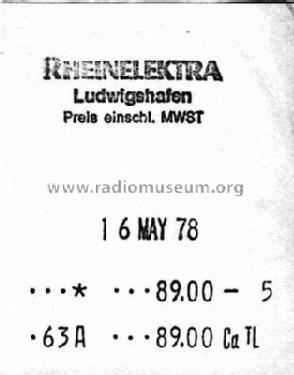 RHEINELEKTRA
Ludwigshafen
Preis einschl. MWST
www.radiomuseum.org
16 MAY 78
...* ...89.00 - 5
.63A ...89.00 Ca TL